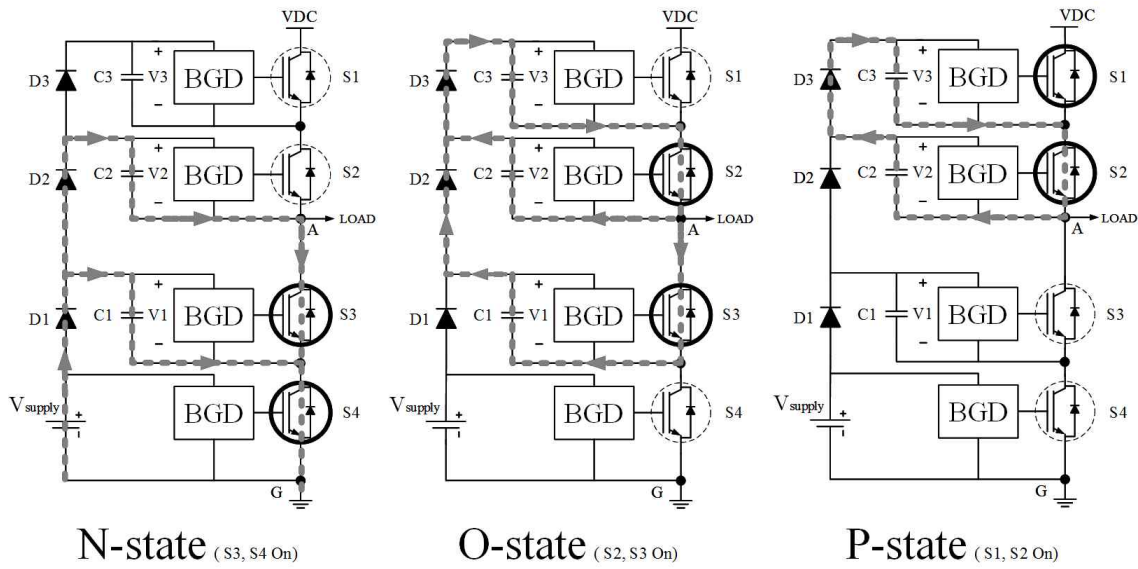 VDC
D3
C3
+
V3
−
BGD
S1
D2
C2
+
V2
−
BGD
S2
A
LOAD
D1
C1
+
V1
−
BGD
S3
Vsupply
+
-
BGD
S4
G
N-state ( S3, S4 On)
VDC
D3
C3
+
V3
−
BGD
S1
D2
C2
+
V2
−
BGD
S2
A
LOAD
D1
C1
+
V1
−
BGD
S3
Vsupply
+
-
BGD
S4
G
O-state ( S2, S3 On)
VDC
D3
C3
+
V3
−
BGD
S1
D2
C2
+
V2
−
BGD
S2
A
LOAD
D1
C1
+
V1
−
BGD
S3
Vsupply
+
-
BGD
S4
G
P-state ( S1, S2 On)